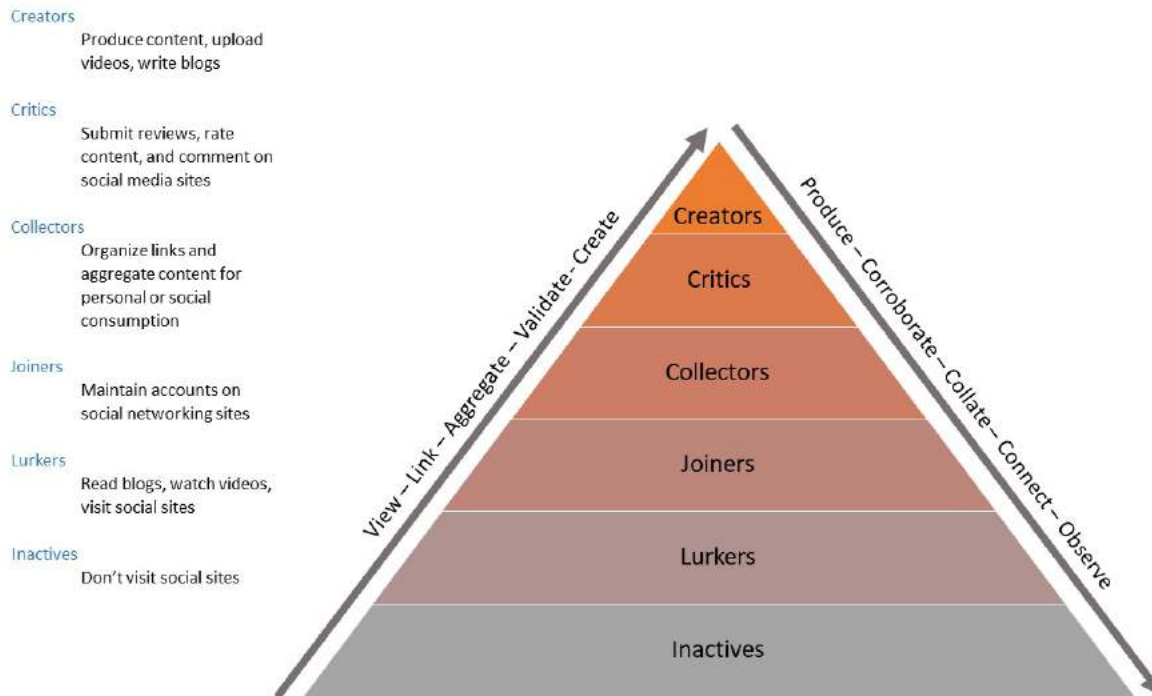 Creators
Produce content, upload
videos, write blogs
Critics
Submit reviews, rate
content, and comment on
social media sites
Collectors
Organize links and
aggregate content for
personal or social
consumption
Joiners
Maintain accounts on
social networking sites
Lurkers
Read blogs, watch videos,
visit social sites
Inactives
Don't visit social sites
View – Link – Aggregate – Validate - Create
Creators
Critics
Collectors
Joiners
Lurkers
Inactives
Produce – Corroborate – Collate – Connect – Observe